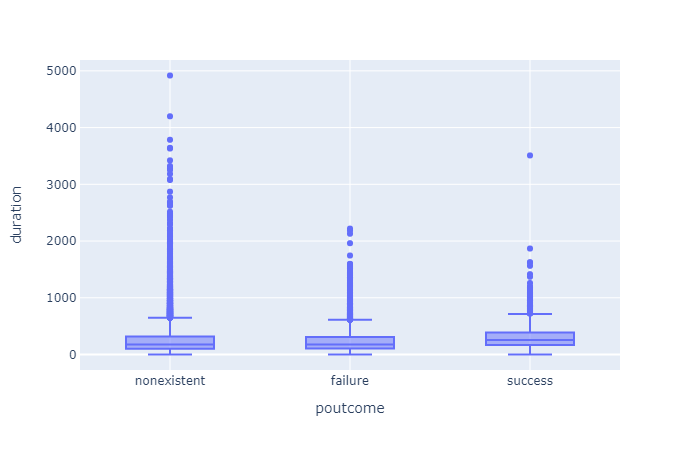 5000
4000
3000
2000
1000
0
duration
nonexistent
failure
success
poutcome